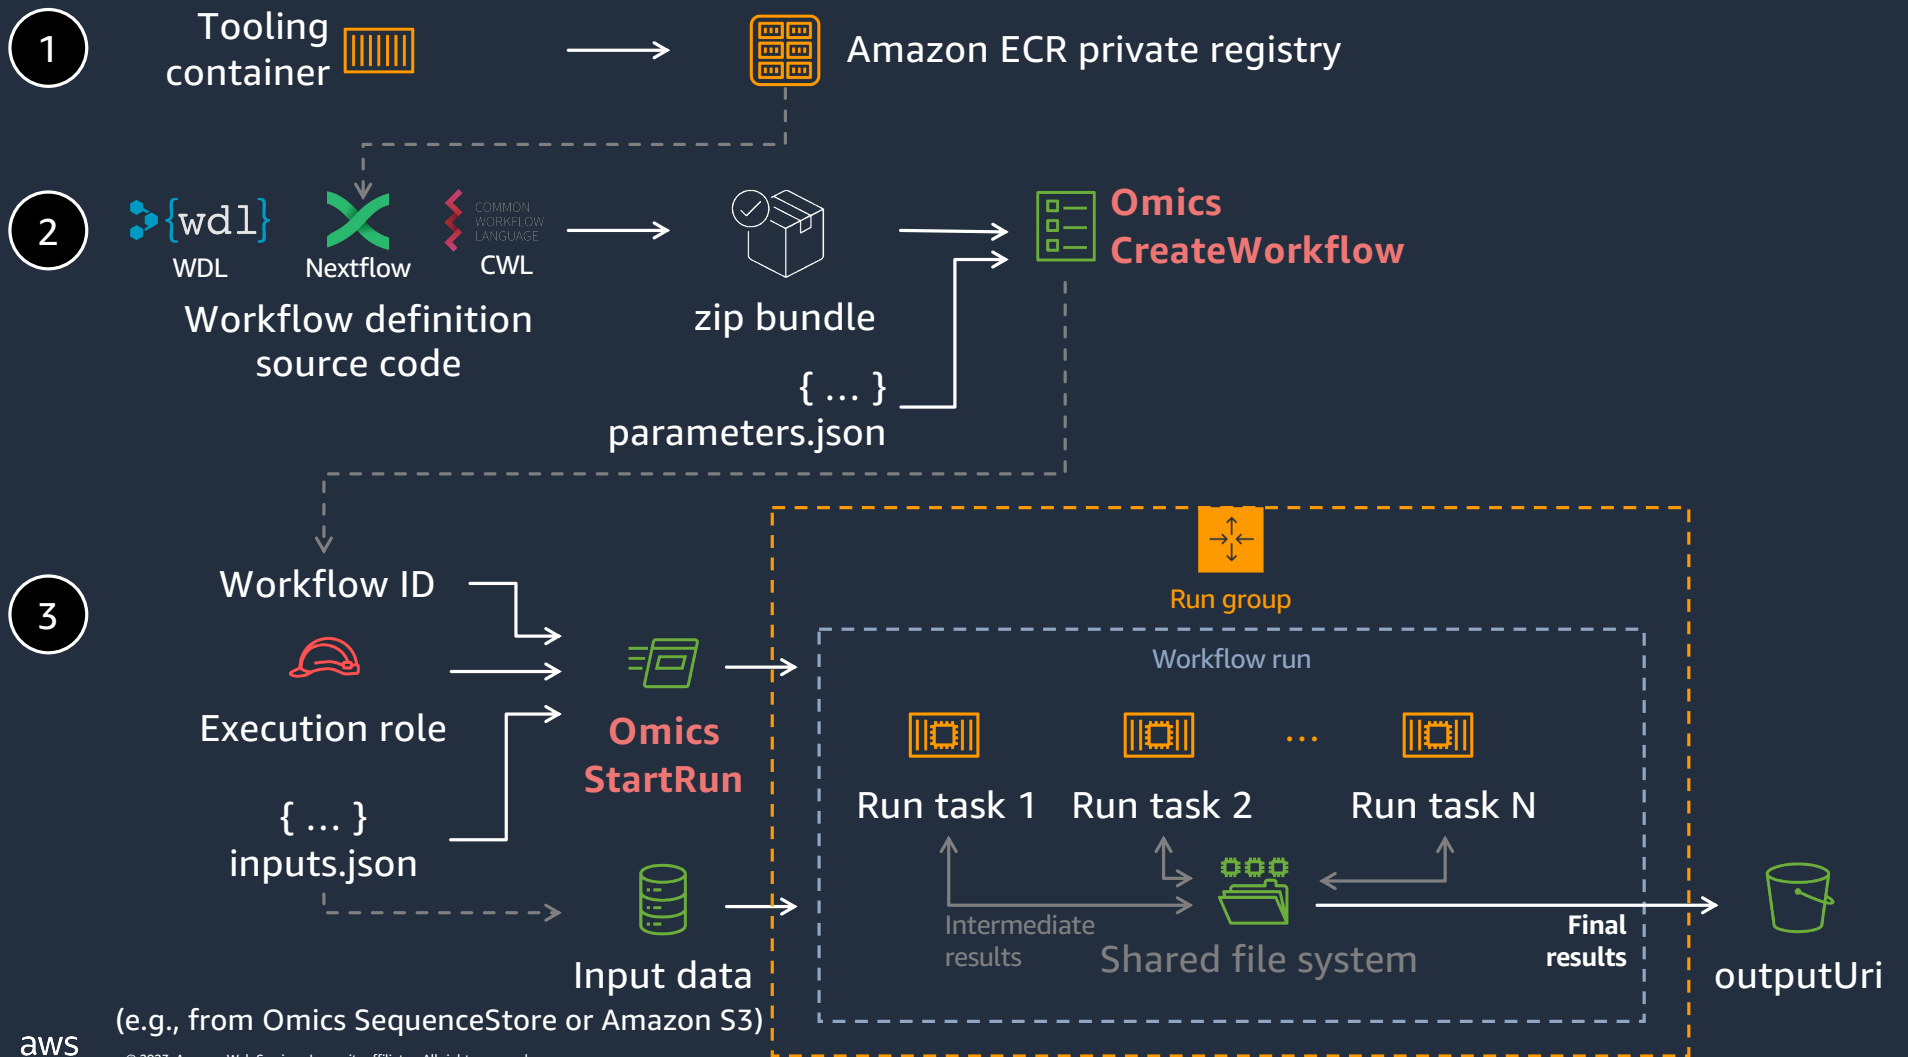 1
Tooling
container
Amazon ECR private registry
2
{wdl}
WDL
Nextflow
COMMON
WORKFLOW
LANGUAGE
CWL
Workflow definition
source code
zip bundle
{ ... }
parameters.json
Omics
CreateWorkflow
3
Workflow ID
Execution role
{ ... }
inputs.json
Omics
StartRun
Input data
(e.g., from Omics SequenceStore or Amazon S3)
Run group
Workflow run
...
Run task 1
Run task 2
Run task N
Intermediate
results
Shared file system
Final
results
outputUri
aws